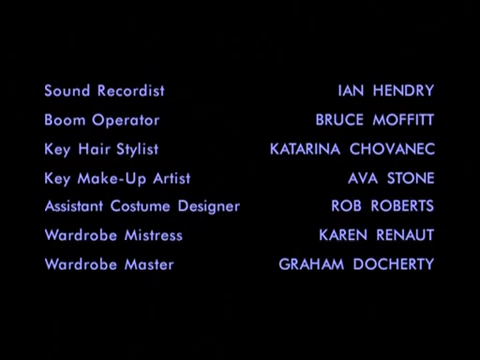 Sound Recordist IAN HENDRY
Boom Operator BRUCE MOFFITT
Key Hair Stylist KATARINA CHOVANEC
Key Make-Up Artist AVA STONE
Assistant Costume Designer ROB ROBERTS
Wardrobe Mistress KAREN RENAUT
Wardrobe Master GRAHAM DOCHERTY